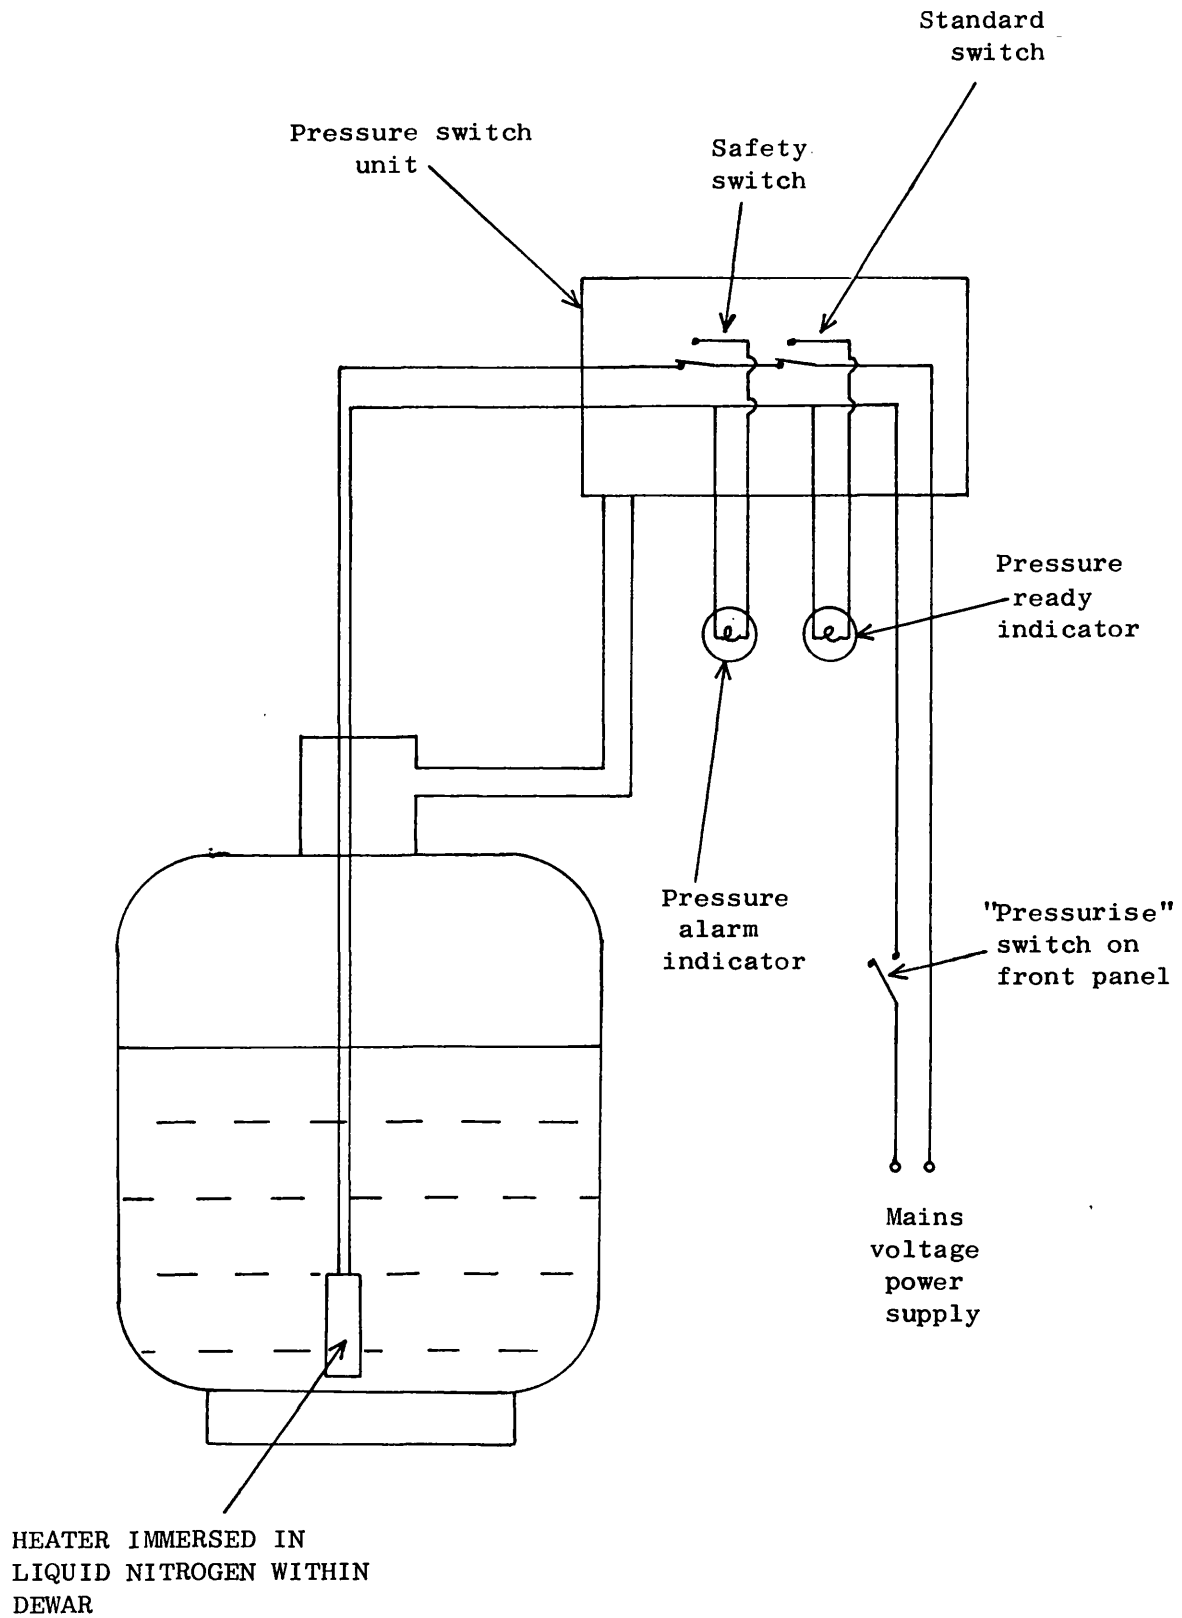 Standard
switch
Pressure switch
unit
Safety
switch
Pressure
ready
indicator
Pressure
alarm
indicator
"Pressurise"
switch on
front panel
Mains
voltage
power
supply
HEATER IMMERSED IN
LIQUID NITROGEN WITHIN
DEWAR